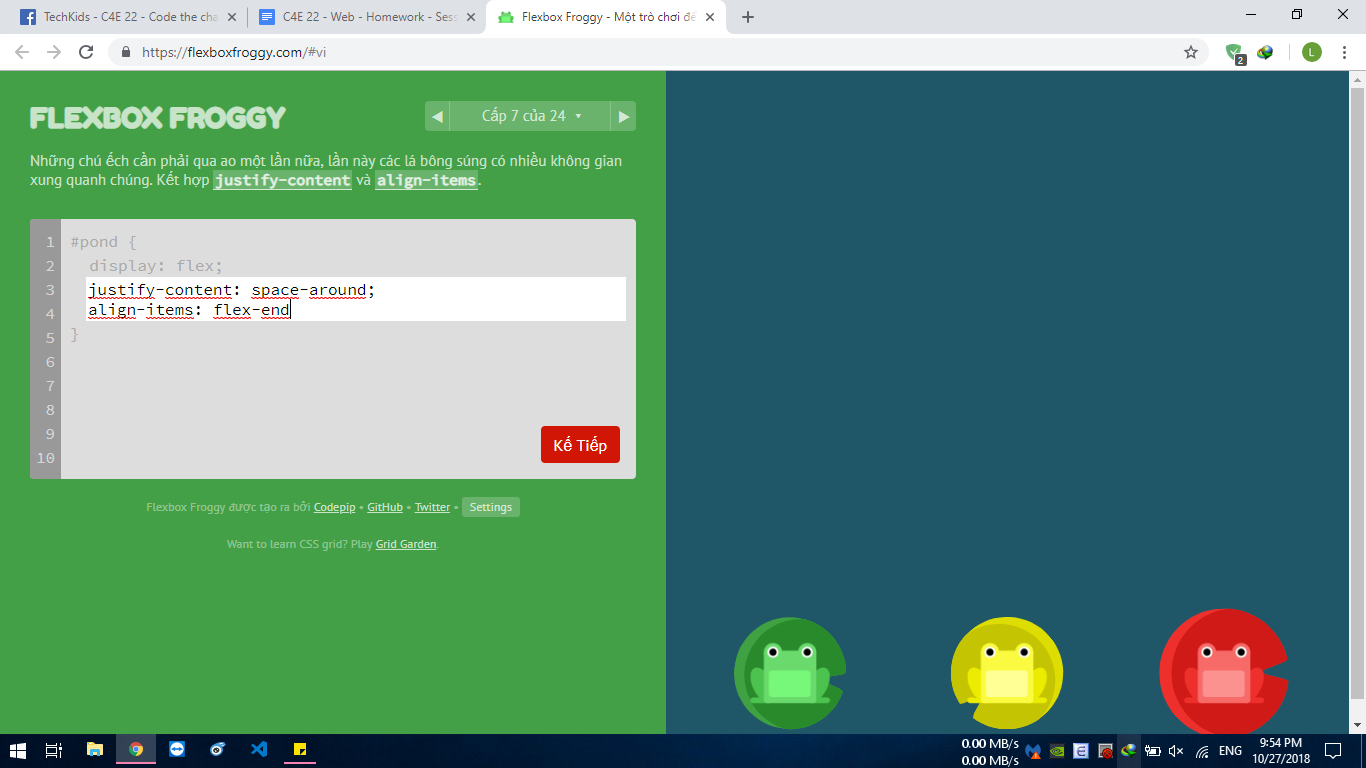 TechKids - C4E 22 - Code the cha
C4E 22 - Web - Homework - Sess
Flexbox Froggy - Một trò chơi để
https://flexboxfroggy.com/#vi
2
L
FLEXBOX FROGGY
Cấp 7 của 24
Những chú ếch cần phải qua ao một lần nữa, lần này các lá bông súng có nhiều không gian
xung quanh chúng. Kết hợp justify-content và align-items.
1 #pond {
2 display: flex;
3 justify-content: space-around;
4 align-items: flex-end
5 }
6
7
8
9
10
Kế Tiếp
Flexbox Froggy được tạo ra bởi Codepip • GitHub • Twitter • Settings
Want to learn CSS grid? Play Grid Garden.
0.00 MB/s
0.00 MB/s
ENG
9:54 PM
10/27/2018